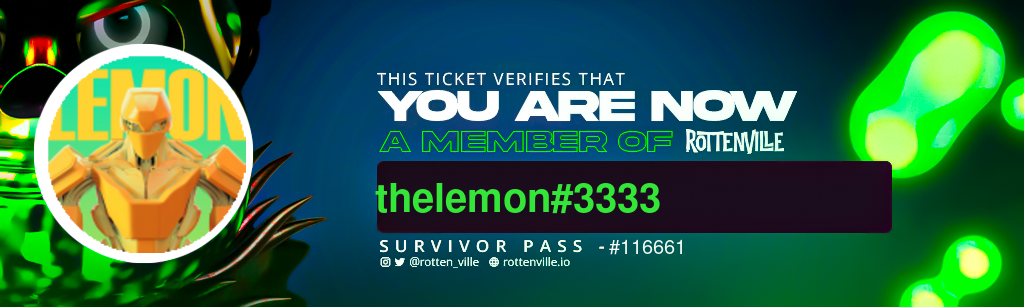 LEMON
THIS TICKET VERIFIES THAT
YOU ARE NOW
A MEMBER OF ROTTENVILLE
thelemon#3333
SURVIVOR PASS - #116661
@rotten_ville rottenville.io